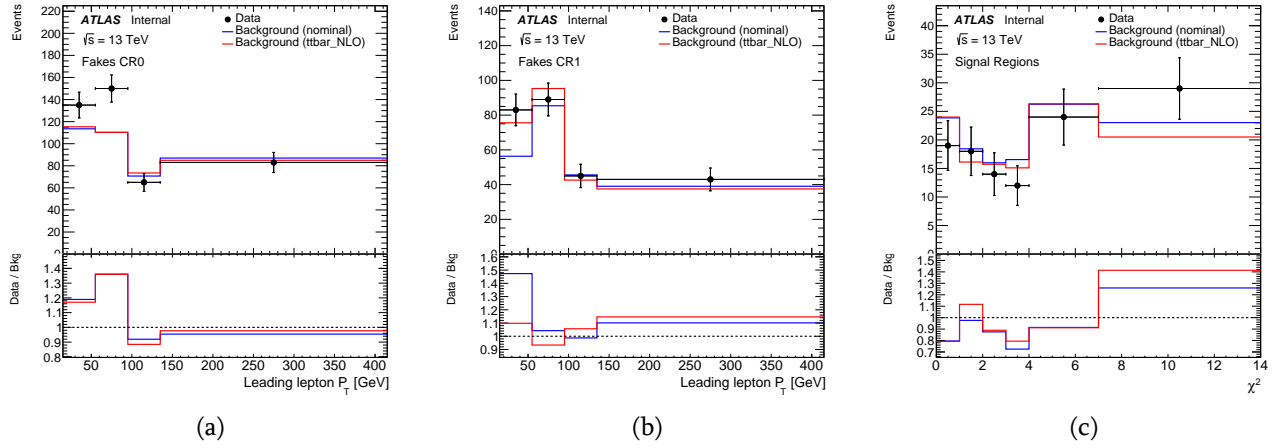 Events
220
200
180
160
140
120
100
80
60
40
20
0
ATLAS Internal
√s = 13 TeV
Fakes CR0
Data
Background (nominal)
Background (ttbar_NLO)
Data / Bkg
1.4
1.3
1.2
1.1
1
0.9
0.8
50 100 150 200 250 300 350 400
Leading lepton P_T [GeV]
(a)
Events
140
120
100
80
60
40
20
0
ATLAS Internal
√s = 13 TeV
Fakes CR1
Data
Background (nominal)
Background (ttbar_NLO)
Data / Bkg
1.6
1.5
1.4
1.3
1.2
1.1
1
0.9
50 100 150 200 250 300 350 400
Leading lepton P_T [GeV]
(b)
Events
40
35
30
25
20
15
10
5
0
ATLAS Internal
√s = 13 TeV
Signal Regions
Data
Background (nominal)
Background (ttbar_NLO)
Data / Bkg
1.5
1.4
1.3
1.2
1.1
1
0.9
0.8
0.7
0 2 4 6 8 10 12 14
χ²
(c)